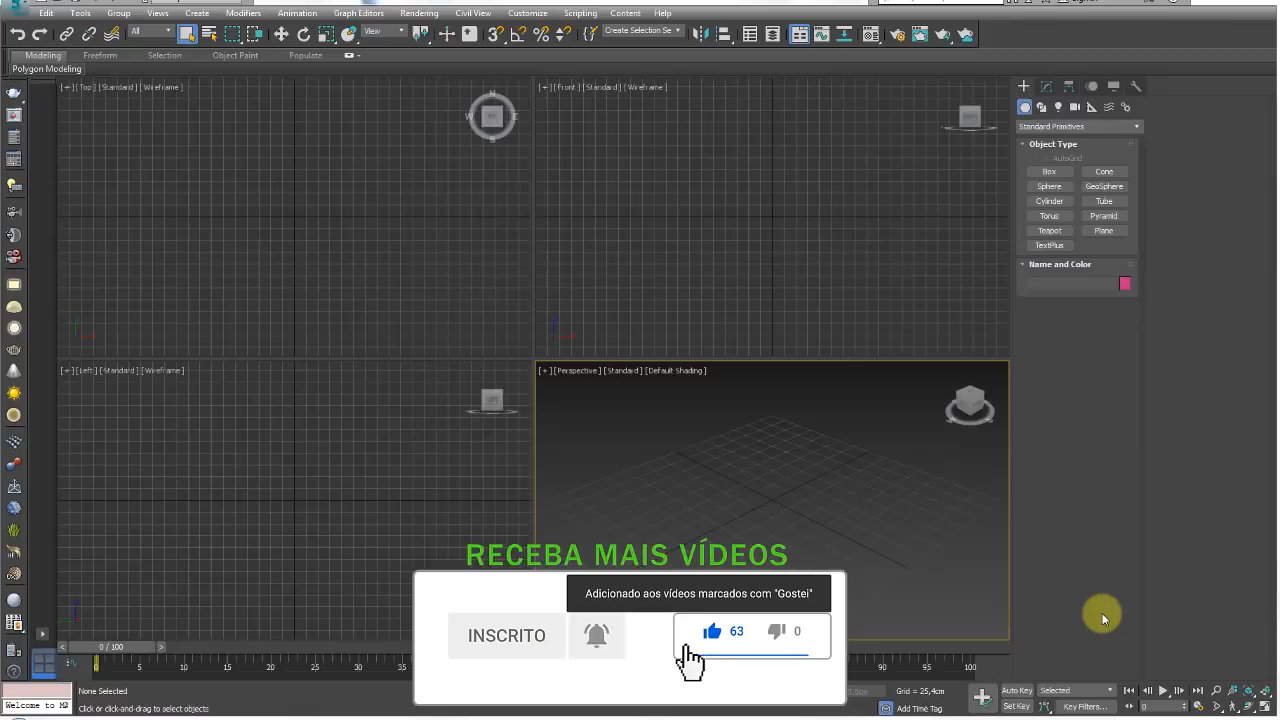 Edit Tools Group Views Create Modifiers Animation Graph Editors Rendering Civil View Customize Scripting Content Help
All View Create Selection Se
Modeling Freeform Selection Object Paint Populate
Polygon Modeling
[+] [Top] [Standard] [Wireframe]
N
W E
S
[+] [Front] [Standard] [Wireframe]
Standard Primitives
Object Type
AutoGrid
Box Cone
Sphere GeoSphere
Cylinder Tube
Torus Pyramid
Teapot Plane
TextPlus
Name and Color
[+] [Left] [Standard] [Wireframe]
[+] [Perspective] [Standard] [Default Shading]
RECEBA MAIS VÍDEOS
Adicionado aos vídeos marcados com "Gostei"
INSCRITO
63 0
0 / 100
0 5 10 15 20 25 30 65 70 75 80 85 90 95 100
None Selected
Grid = 25,4cm
Auto Key Selected
Welcome to M
Click or click-and-drag to select objects
Add Time Tag
Set Key Key Filters...
0